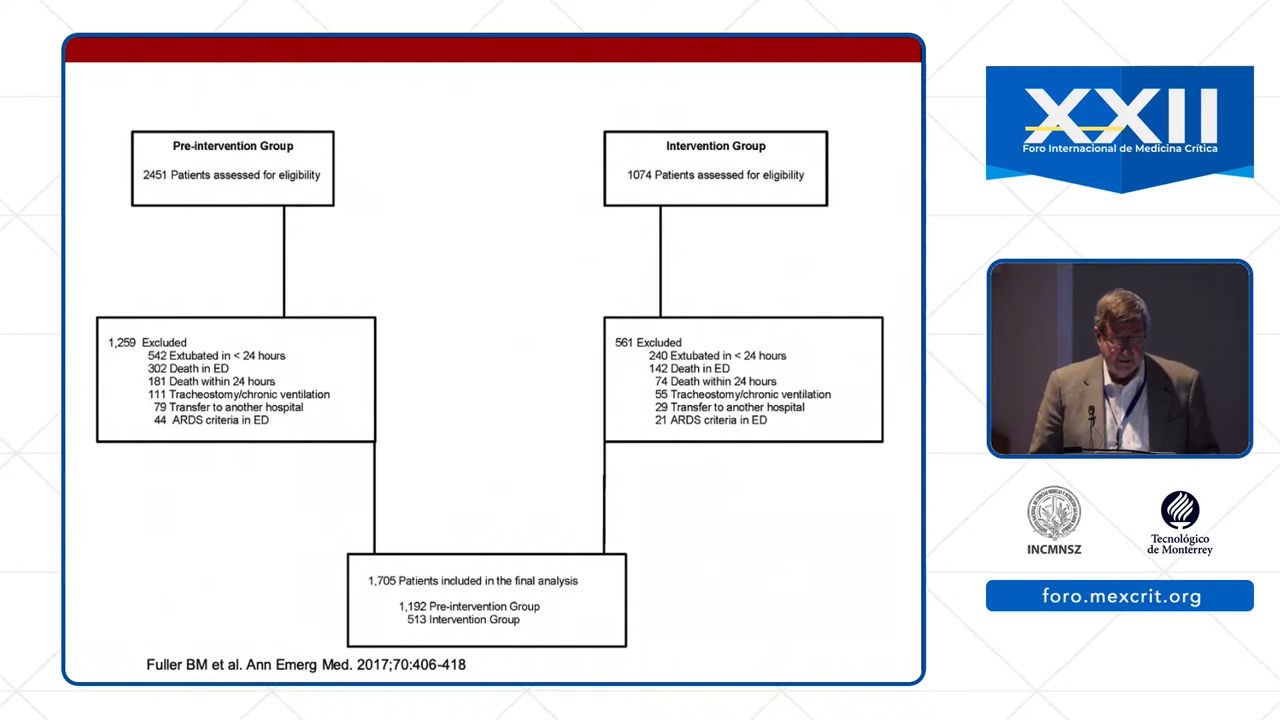 Pre-intervention Group
2451 Patients assessed for eligibility
Intervention Group
1074 Patients assessed for eligibility
1,259 Excluded
542 Extubated in < 24 hours
302 Death in ED
181 Death within 24 hours
111 Tracheostomy/chronic ventilation
79 Transfer to another hospital
44 ARDS criteria in ED
561 Excluded
240 Extubated in < 24 hours
142 Death in ED
74 Death within 24 hours
55 Tracheostomy/chronic ventilation
29 Transfer to another hospital
21 ARDS criteria in ED
1,705 Patients included in the final analysis
1,192 Pre-intervention Group
513 Intervention Group
Fuller BM et al. Ann Emerg Med. 2017;70:406-418
XXII
Foro Internacional de Medicina Crítica
INCMNSZ
Tecnológico
de Monterrey
foro.mexcrit.org